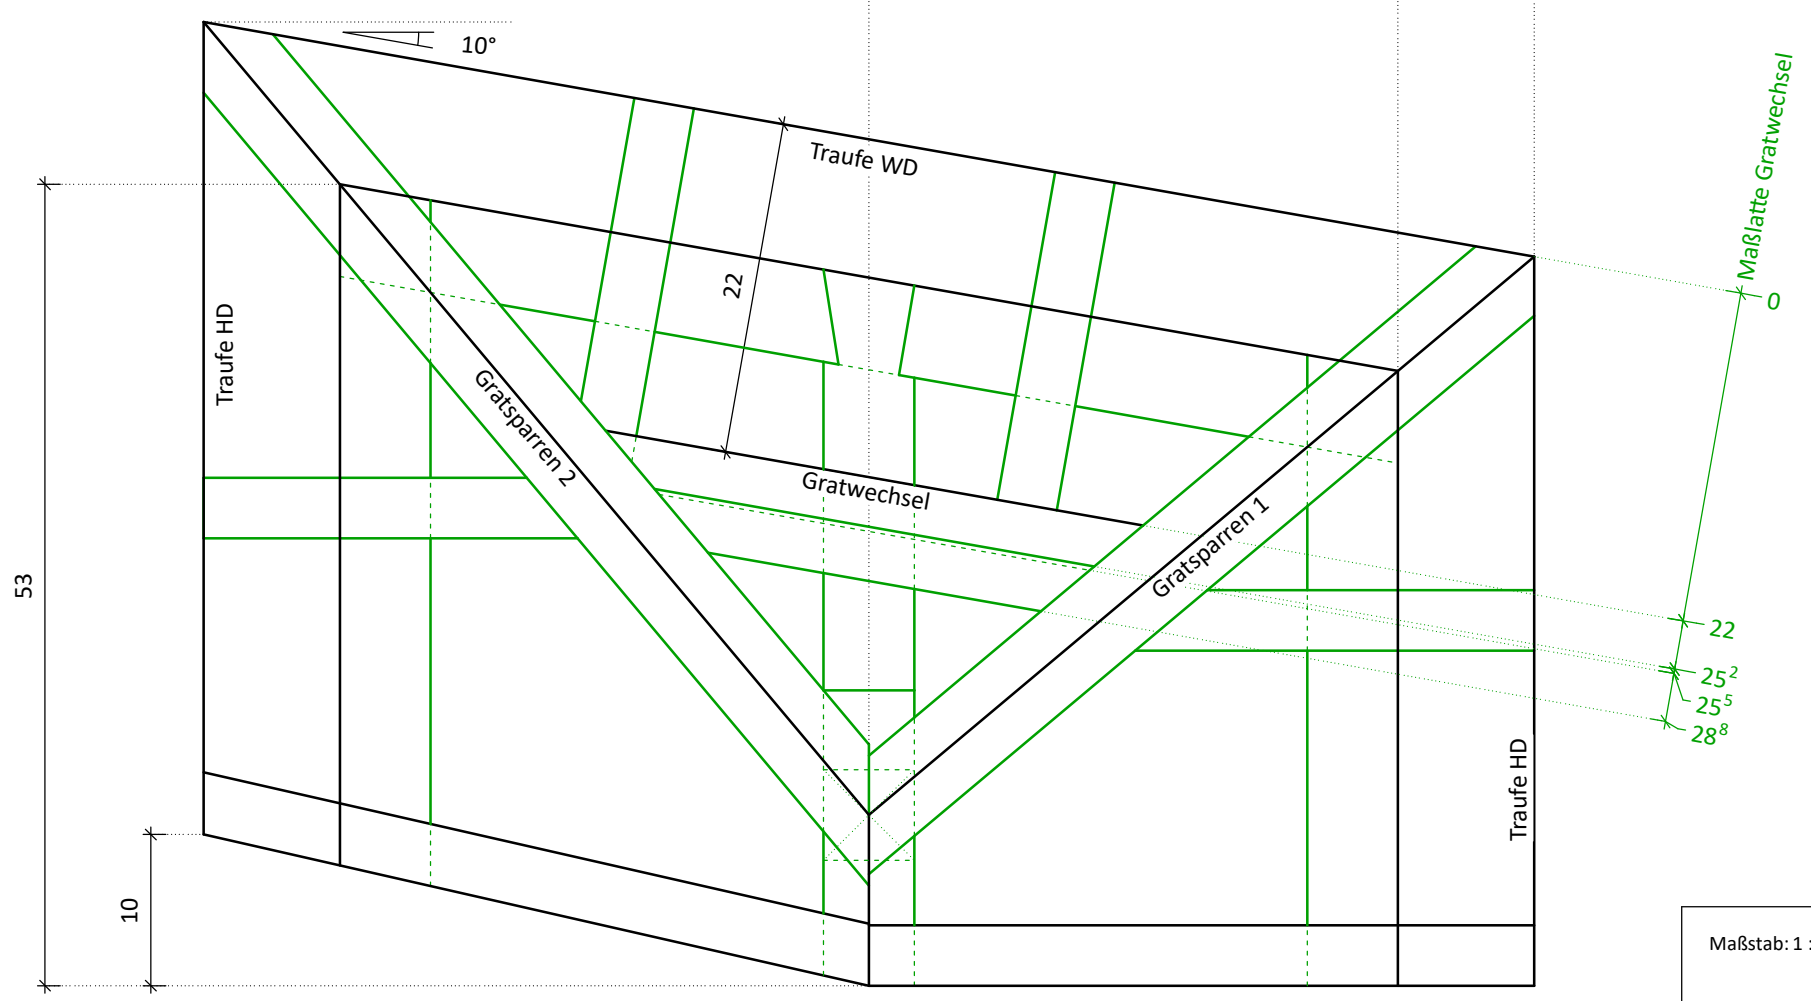 10°
Traufe WD
Maßlatte Gratwechsel
0
22
Traufe HD
Gratsparren 2
Gratwechsel
Gratsparren 1
53
22
25²
25⁵
28⁸
Traufe HD
10
Maßstab: 1 :